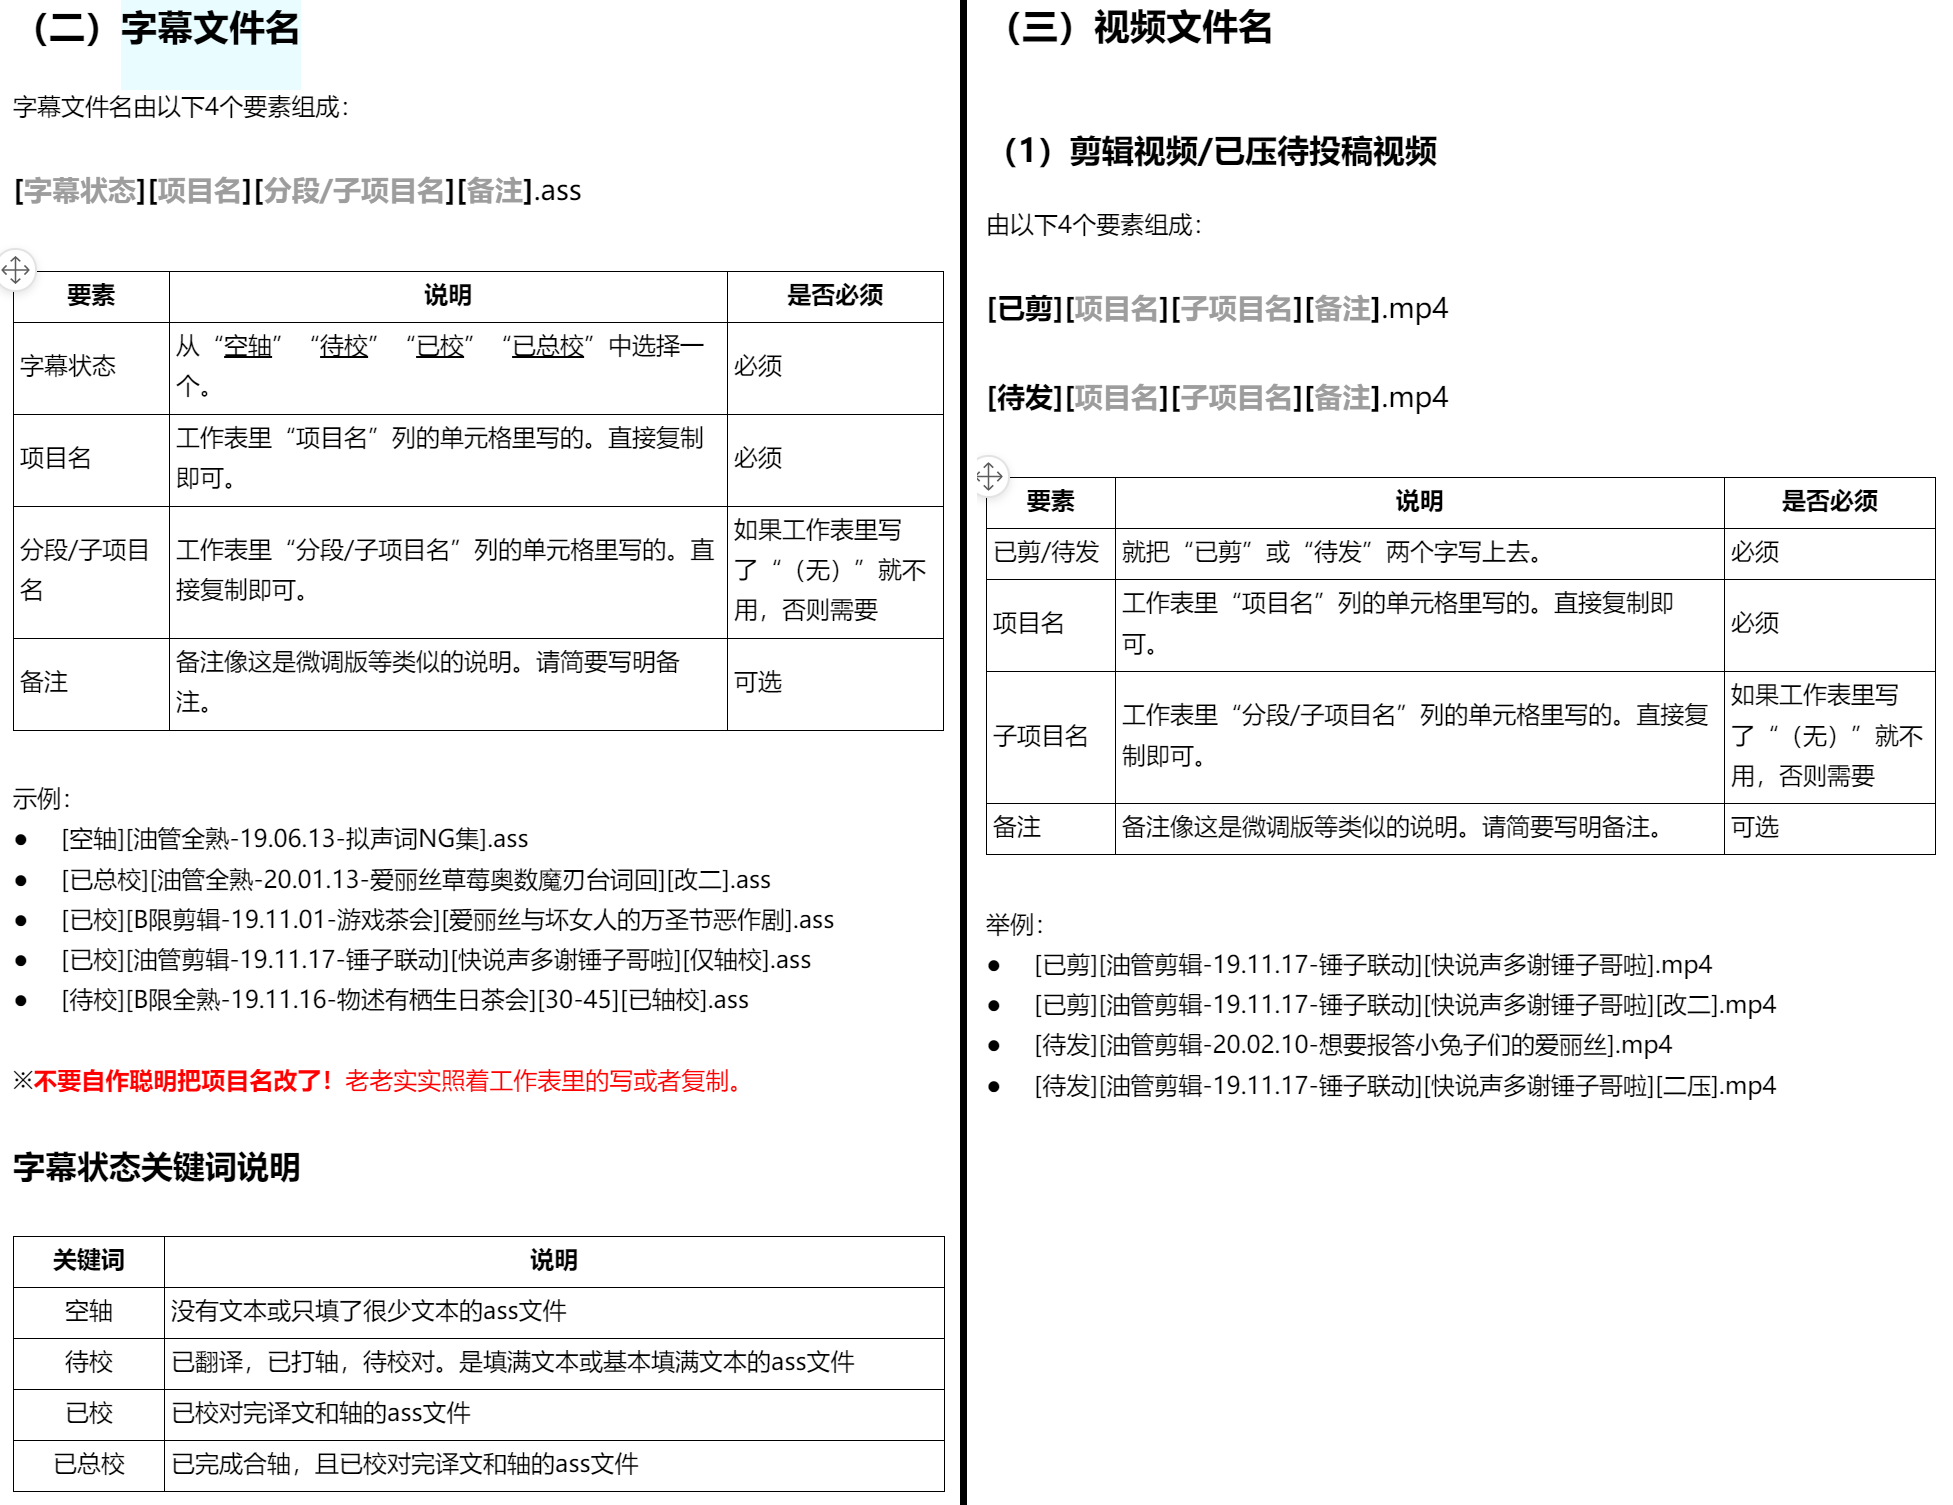 （二）字幕文件名
字幕文件名由以下4个要素组成：
[字幕状态][项目名][分段/子项目名][备注].ass
要素 说明 是否必须
字幕状态 从“空轴”“待校”“已校”“已总校”中选择一
个。 必须
项目名 工作表里“项目名”列的单元格里写的。直接复制
即可。 必须
分段/子项目
名 工作表里“分段/子项目名”列的单元格里写的。直
接复制即可。 如果工作表里写
了“（无）”就不
用，否则需要
备注 备注像这是微调版等类似的说明。请简要写明备
注。 可选
示例：
● [空轴][油管全熟-19.06.13-拟声词NG集].ass
● [已总校][油管全熟-20.01.13-爱丽丝草莓奥数魔刃台词回][改二].ass
● [已校][B限剪辑-19.11.01-游戏茶会][爱丽丝与坏女人的万圣节恶作剧].ass
● [已校][油管剪辑-19.11.17-锤子联动][快说声多谢锤子哥啦][仅轴校].ass
● [待校][B限全熟-19.11.16-物述有栖生日茶会][30-45][已轴校].ass
※不要自作聪明把项目名改了！老老实实照着工作表里的写或者复制。
字幕状态关键词说明
关键词 说明
空轴 没有文本或只填了很少文本的ass文件
待校 已翻译，已打轴，待校对。是填满文本或基本填满文本的ass文件
已校 已校对完译文和轴的ass文件
已总校 已完成合轴，且已校对完译文和轴的ass文件
（三）视频文件名
（1）剪辑视频/已压待投稿视频
由以下4个要素组成：
[已剪][项目名][子项目名][备注].mp4
[待发][项目名][子项目名][备注].mp4
要素 说明 是否必须
已剪/待发 就把“已剪”或“待发”两个字写上去。 必须
项目名 工作表里“项目名”列的单元格里写的。直接复制即
可。 必须
子项目名 工作表里“分段/子项目名”列的单元格里写的。直接复
制即可。 如果工作表里写
了“（无）”就不
用，否则需要
备注 备注像这是微调版等类似的说明。请简要写明备注。 可选
举例：
● [已剪][油管剪辑-19.11.17-锤子联动][快说声多谢锤子哥啦].mp4
● [已剪][油管剪辑-19.11.17-锤子联动][快说声多谢锤子哥啦][改二].mp4
● [待发][油管剪辑-20.02.10-想要报答小兔子们的爱丽丝].mp4
● [待发][油管剪辑-19.11.17-锤子联动][快说声多谢锤子哥啦][二压].mp4